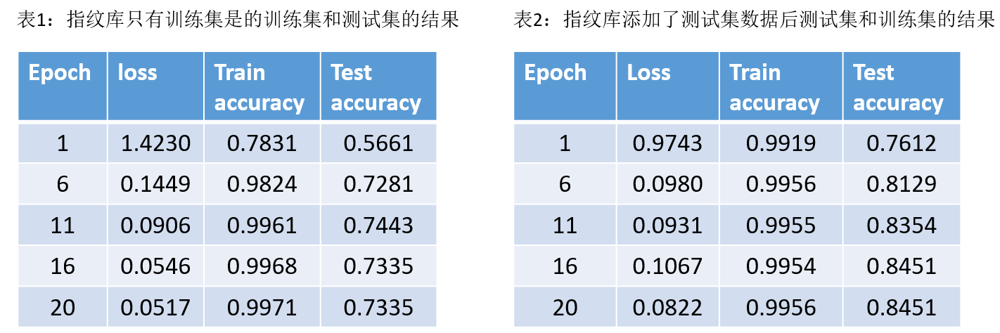 表1：指纹库只有训练集是的训练集和测试集的结果
Epoch loss Train accuracy Test accuracy
1 1.4230 0.7831 0.5661
6 0.1449 0.9824 0.7281
11 0.0906 0.9961 0.7443
16 0.0546 0.9968 0.7335
20 0.0517 0.9971 0.7335
表2：指纹库添加了测试集数据后测试集和训练集的结果
Epoch Loss Train accuracy Test accuracy
1 0.9743 0.9919 0.7612
6 0.0980 0.9956 0.8129
11 0.0931 0.9955 0.8354
16 0.1067 0.9954 0.8451
20 0.0822 0.9956 0.8451